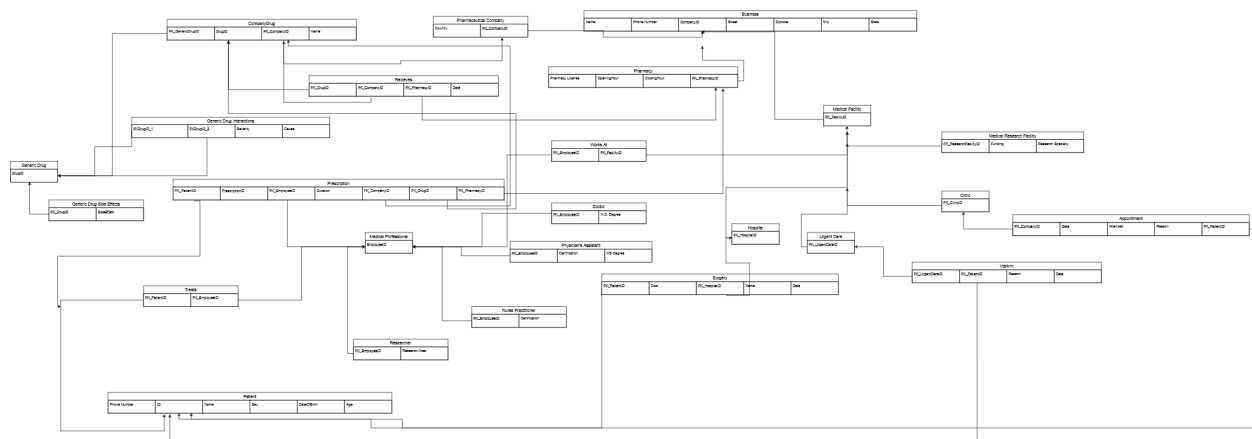 Business
Name Phone Number CompanyID Street Zipcode City State
Pharmaceutical Company
Country FK_CompanyID
CompanyDrug
FK_GenericDrugID DrugID FK_CompanyID Name
Pharmacy
Pharmacy License OpeningHour ClosingHour FK_PharmacyID
Recieves
FK_DrugID FK_CompanyID FK_PharmacyID Date
Medical Facility
FK_FacilityID
Generic Drug Interactions
FKDrugID_1 FKDrugID_2 Severity Cause
Medical Research Facility
FK_ResearchFacilityID Funding Research Specialty
Works At
FK_EmployeeID FK_FacilityID
Generic Drug
DrugID
Prescription
FK_PatientID PrescriptionID FK_EmployeeID Duration FK_CompanyID FK_DrugID FK_PharmacyID
Clinic
FK_ClinicID
Generic Drug Side Effects
FK_DrugID SideEffect
Doctor
FK_EmployeeID M.D. Degree
Appointment
FK_CompanyID Date Attended Reason FK_PatientID
Hospital
FK_HospitalID
Medical Professional
EmployeeID
Urgent Care
FK_UrgentCareID
Physician's Assistant
FK_EmployeeID Certification MS Degree
Walk-in
FK_UrgentCareID FK_PatientID Reason Date
Surgery
FK_PatientID Cost FK_HospitalID Name Date
Treats
FK_PatientID FK_EmployeeID
Nurse Practitioner
FK_EmployeeID Certification
Researcher
FK_EmployeeID Research Area
Patient
Phone Number ID Name Sex DateOfBirth Age